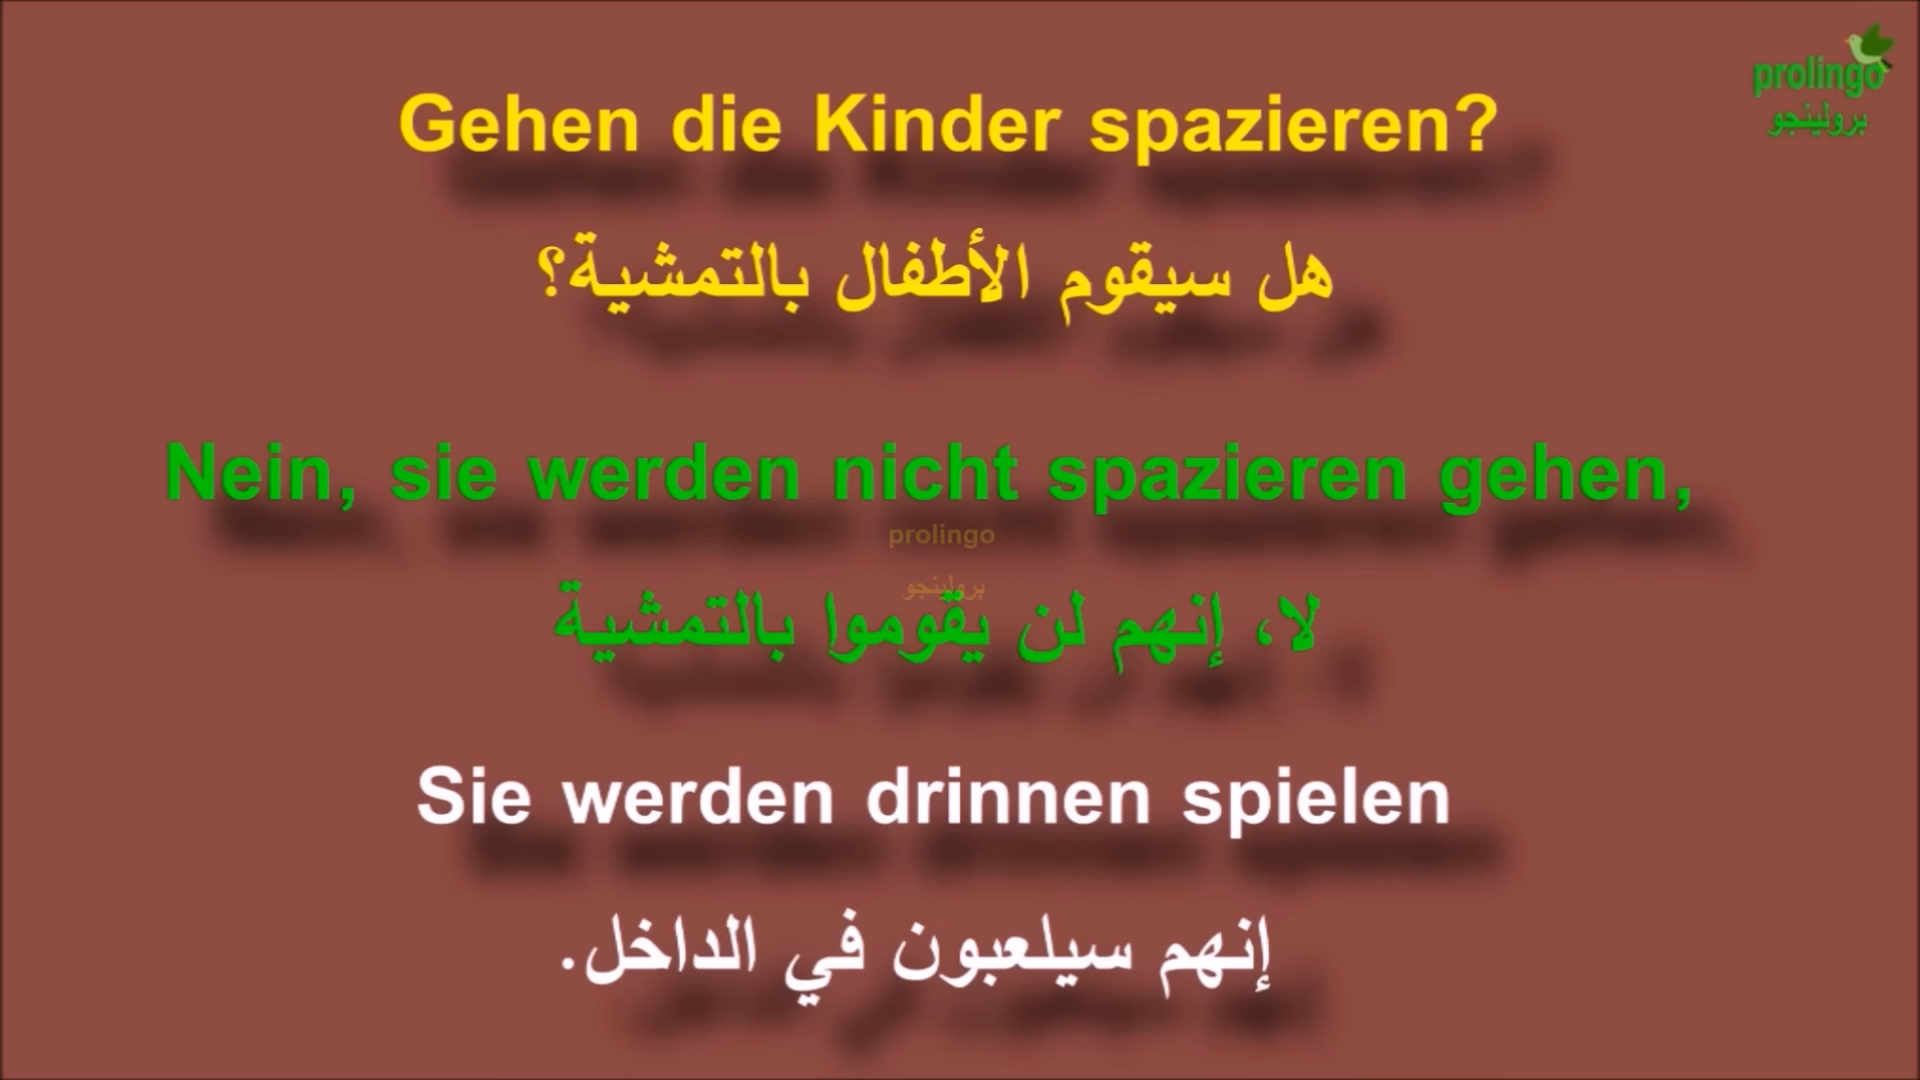 prolingo
برولينجو
Gehen die Kinder spazieren?
هل سيقوم الأطفال بالتمشية؟
Nein, sie werden nicht spazieren gehen,
prolingo
برولينجو
لا، إنهم لن يقوموا بالتمشية
Sie werden drinnen spielen
إنهم سيلعبون في الداخل.